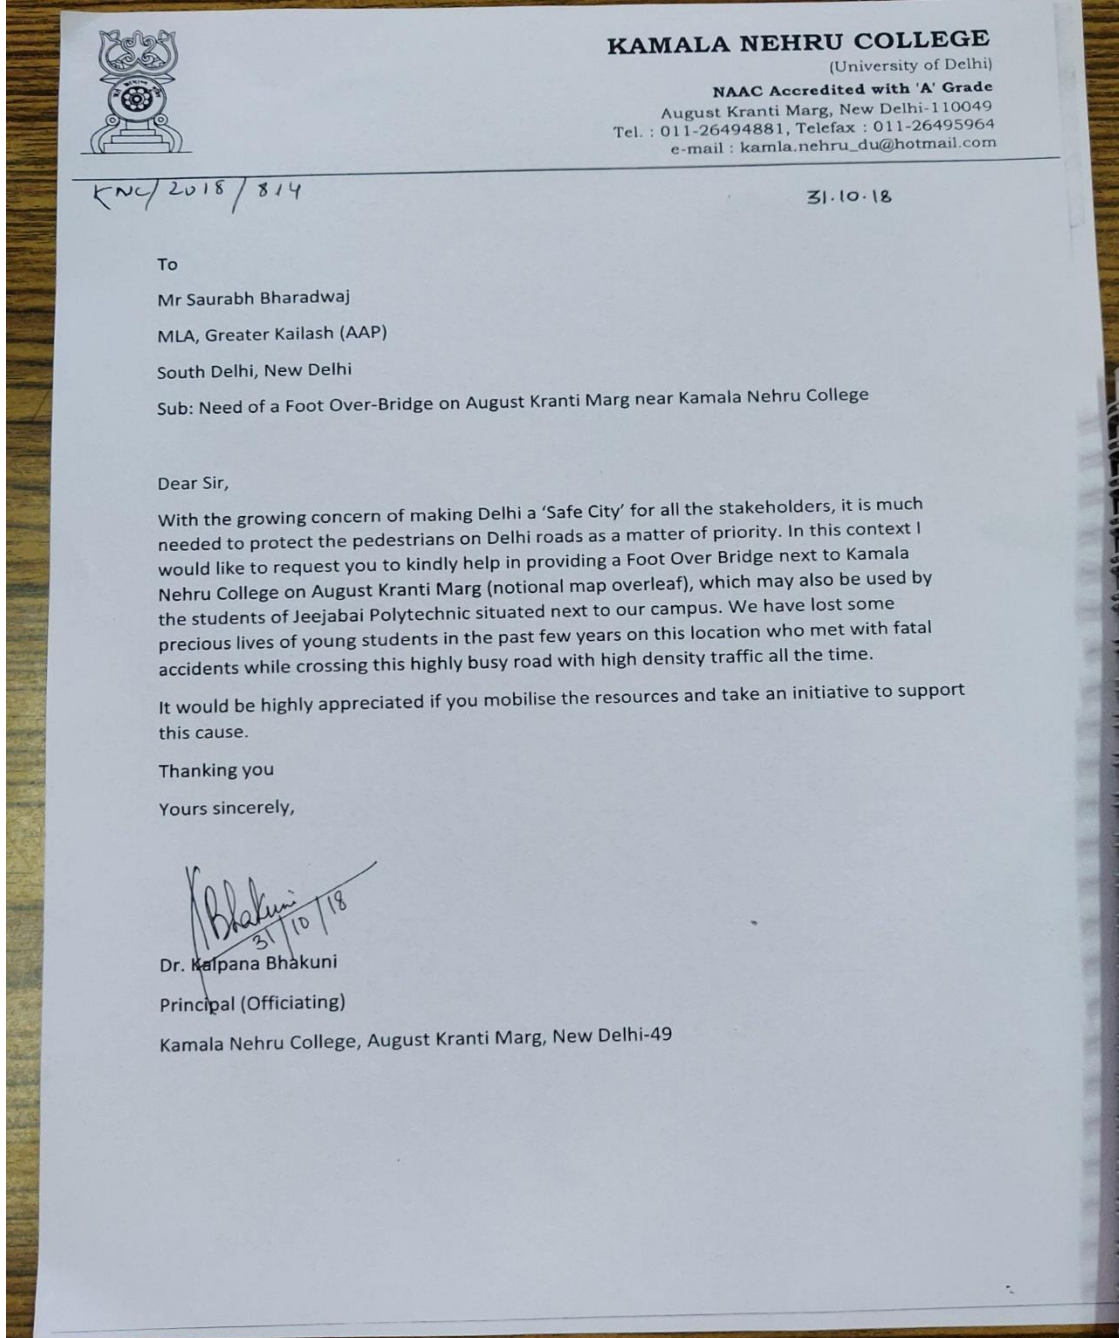 KAMALA NEHRU COLLEGE
(University of Delhi)
NAAC Accredited with 'A' Grade
August Kranti Marg, New Delhi-110049
Tel. : 011-26494881, Telefax : 011-26495964
e-mail : kamla.nehru_du@hotmail.com
KNC/2018/814
31.10.18
To
Mr Saurabh Bharadwaj
MLA, Greater Kailash (AAP)
South Delhi, New Delhi
Sub: Need of a Foot Over-Bridge on August Kranti Marg near Kamala Nehru College
Dear Sir,
With the growing concern of making Delhi a ‘Safe City’ for all the stakeholders, it is much
needed to protect the pedestrians on Delhi roads as a matter of priority. In this context I
would like to request you to kindly help in providing a Foot Over Bridge next to Kamala
Nehru College on August Kranti Marg (notional map overleaf), which may also be used by
the students of Jeejabai Polytechnic situated next to our campus. We have lost some
precious lives of young students in the past few years on this location who met with fatal
accidents while crossing this highly busy road with high density traffic all the time.
It would be highly appreciated if you mobilise the resources and take an initiative to support
this cause.
Thanking you
Yours sincerely,
KBhakuni
31/10/18
Dr. Kalpana Bhakuni
Principal (Officiating)
Kamala Nehru College, August Kranti Marg, New Delhi-49